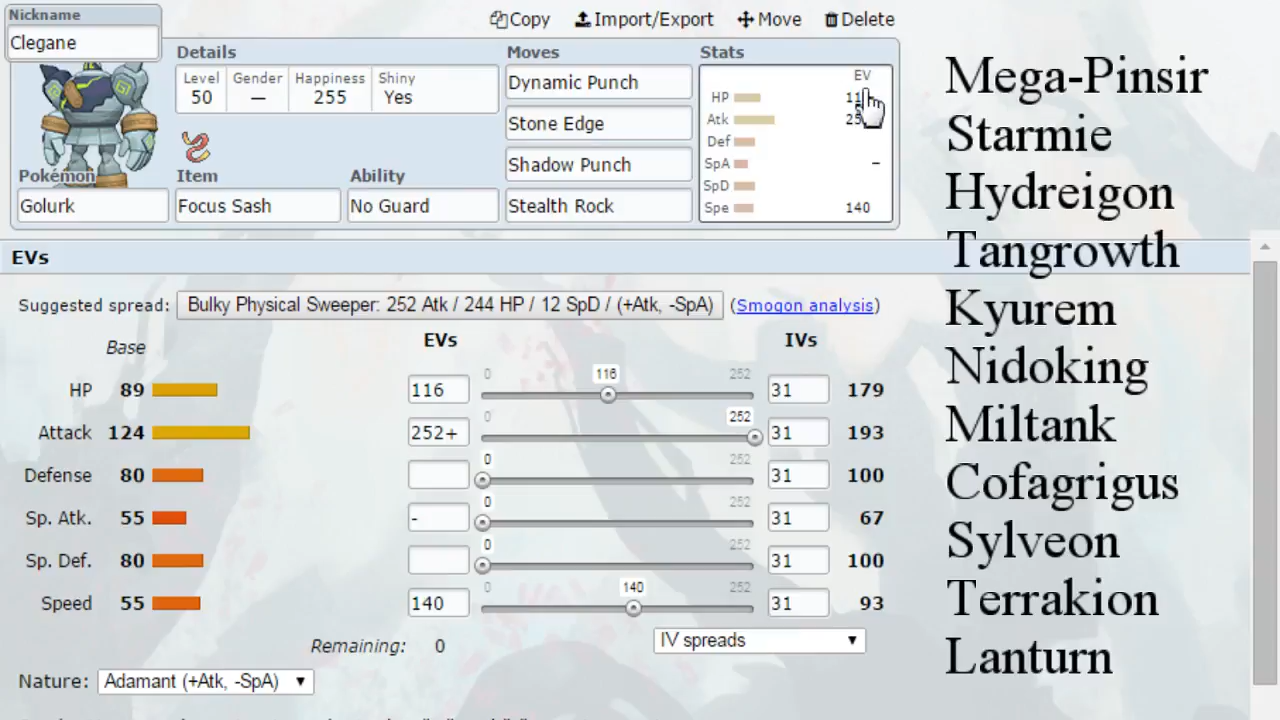 Nickname
Clegane
Copy Import/Export Move Delete
Details
Level Gender Happiness Shiny
50 — 255 Yes
Pokémon
Golurk
Item
Focus Sash
Ability
No Guard
Moves
Dynamic Punch
Stone Edge
Shadow Punch
Stealth Rock
Stats
EV
HP
Atk
Def
SpA –
SpD
Spe 140
Mega-Pinsir
Starmie
Hydreigon
Tangrowth
Kyurem
Nidoking
Miltank
Cofagrigus
Sylveon
Terrakion
Lanturn
EVs
Suggested spread: Bulky Physical Sweeper: 252 Atk / 244 HP / 12 SpD / (+Atk, -SpA) (Smogon analysis)
Base EVs IVs
HP 89 116 0 116 252 31 179
Attack 124 252+ 0 252 31 193
Defense 80 0 252 31 100
Sp. Atk. 55 - 0 252 31 67
Sp. Def. 80 0 252 31 100
Speed 55 140 0 140 252 31 93
Remaining: 0 IV spreads
Nature: Adamant (+Atk, -SpA)